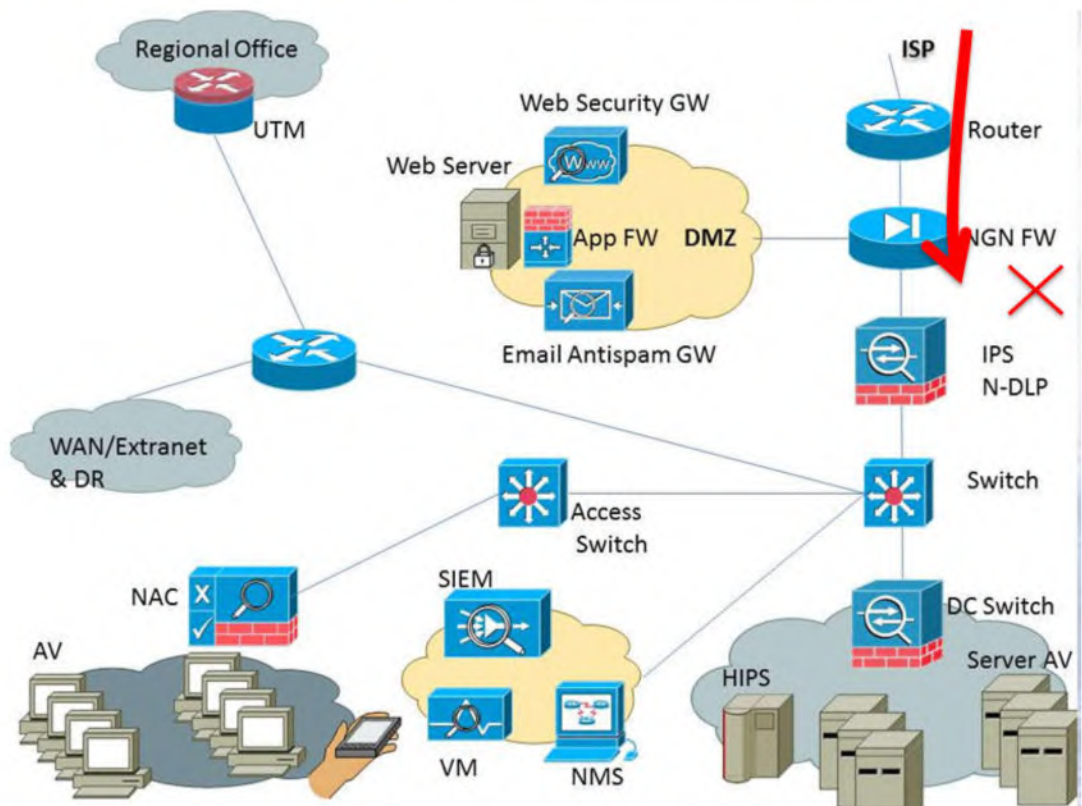 Regional Office
UTM
ISP
Web Security GW
Router
Web Server
WWW
App FW
DMZ
NGN FW
Email Antispam GW
IPS
N-DLP
WAN/Extranet
& DR
Switch
Access
Switch
NAC
X
SIEM
DC Switch
AV
HIPS
Server AV
VM
NMS